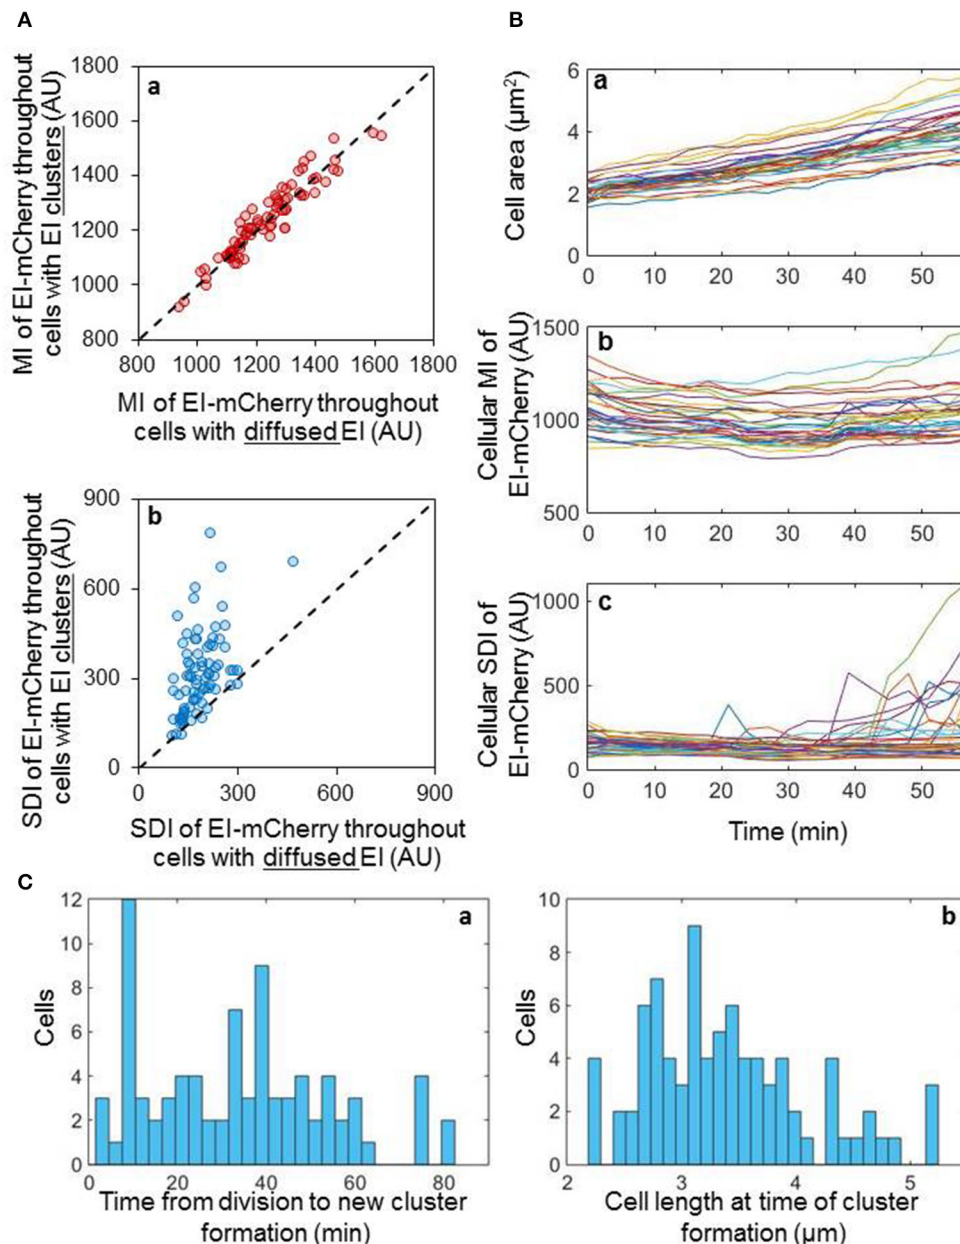 A
B
a
MI of EI-mCherry throughout
cells with EI clusters (AU)
1800
1600
1400
1200
1000
800
800 1000 1200 1400 1600 1800
MI of EI-mCherry throughout
cells with diffused EI (AU)
b
SDI of EI-mCherry throughout
cells with EI clusters (AU)
900
600
300
0
0 300 600 900
SDI of EI-mCherry throughout
cells with diffused EI (AU)
a
Cell area (µm²)
6
4
2
0
0 10 20 30 40 50
b
Cellular MI of
EI-mCherry (AU)
1500
1000
500
0 10 20 30 40 50
c
Cellular SDI of
EI-mCherry (AU)
1000
500
0
0 10 20 30 40 50
Time (min)
C
a
Cells
12
10
8
6
4
2
0
0 20 40 60 80
Time from division to new cluster
formation (min)
b
Cells
10
8
6
4
2
0
2 3 4 5
Cell length at time of cluster
formation (µm)